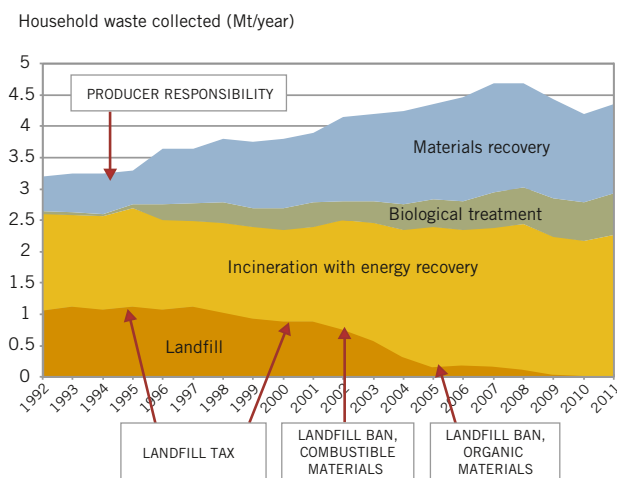 Household waste collected (Mt/year)
5
4.5
4
3.5
3
2.5
2
1.5
1
0.5
0
PRODUCER RESPONSIBILITY
Materials recovery
Biological treatment
Incineration with energy recovery
Landfill
1992
1993
1994
1995
1996
1997
1998
1999
2000
2001
2002
2003
2004
2005
2006
2007
2008
2009
2010
2011
LANDFILL TAX
LANDFILL BAN,
COMBUSTIBLE
MATERIALS
LANDFILL BAN,
ORGANIC
MATERIALS